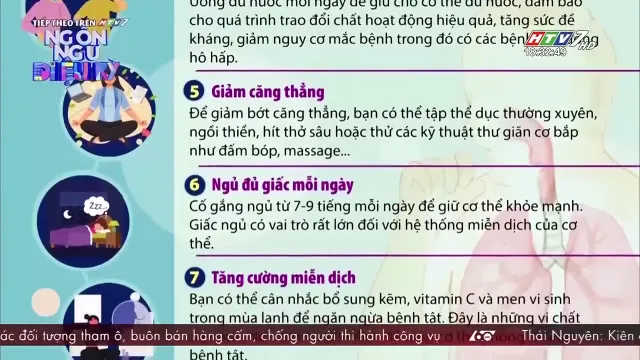 TIẾP THEO TRÊN HTV7
NGÔN
NGỮ
DIỆU KỲ
HTV7
HD
18:32:49
Uống đủ nước mỗi ngày để giữ cho cơ thể đủ nước, đảm bảo
cho quá trình trao đổi chất hoạt động hiệu quả, tăng sức đề
kháng, giảm nguy cơ mắc bệnh trong đó có các bệnh
hô hấp.
5 Giảm căng thẳng
Để giảm bớt căng thẳng, bạn có thể tập thể dục thường xuyên,
ngồi thiền, hít thở sâu hoặc thử các kỹ thuật thư giãn cơ bắp
như đấm bóp, massage...
Zzz...
6 Ngủ đủ giấc mỗi ngày
Cố gắng ngủ từ 7-9 tiếng mỗi ngày để giữ cơ thể khỏe mạnh.
Giấc ngủ có vai trò rất lớn đối với hệ thống miễn dịch của cơ
thể.
7 Tăng cường miễn dịch
Bạn có thể cân nhắc bổ sung kẽm, vitamin C và men vi sinh
trong mùa lạnh để ngăn ngừa bệnh tật. Đây là những vi chất
ác đối tượng tham ô, buôn bán hàng cấm, chống người thi hành công vụ 60 Thái Nguyên: Kiên
bệnh tật.